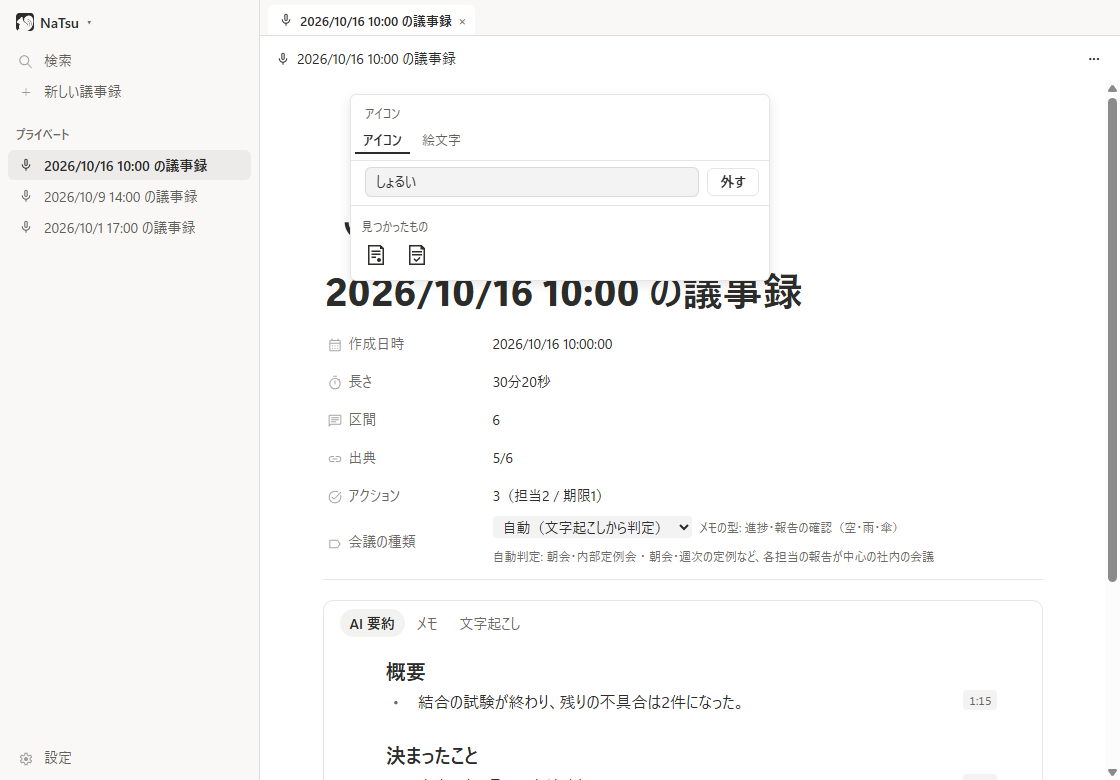 NaTsu
検索
新しい議事録
プライベート
2026/10/16 10:00 の議事録
2026/10/9 14:00 の議事録
2026/10/1 17:00 の議事録
設定
2026/10/16 10:00 の議事録 ×
2026/10/16 10:00 の議事録
アイコン
アイコン 絵文字
しょるい 外す
見つかったもの
2026/10/16 10:00 の議事録
作成日時 2026/10/16 10:00:00
長さ 30分20秒
区間 6
出典 5/6
アクション 3（担当2 / 期限1）
会議の種類 自動（文字起こしから判定） メモの型: 進捗・報告の確認（空・雨・傘）
自動判定: 朝会・内部定例会 ・ 朝会・週次の定例など、各担当の報告が中心の社内の会議
AI 要約 メモ 文字起こし
概要
• 結合の試験が終わり、残りの不具合は2件になった。 1:15
決まったこと